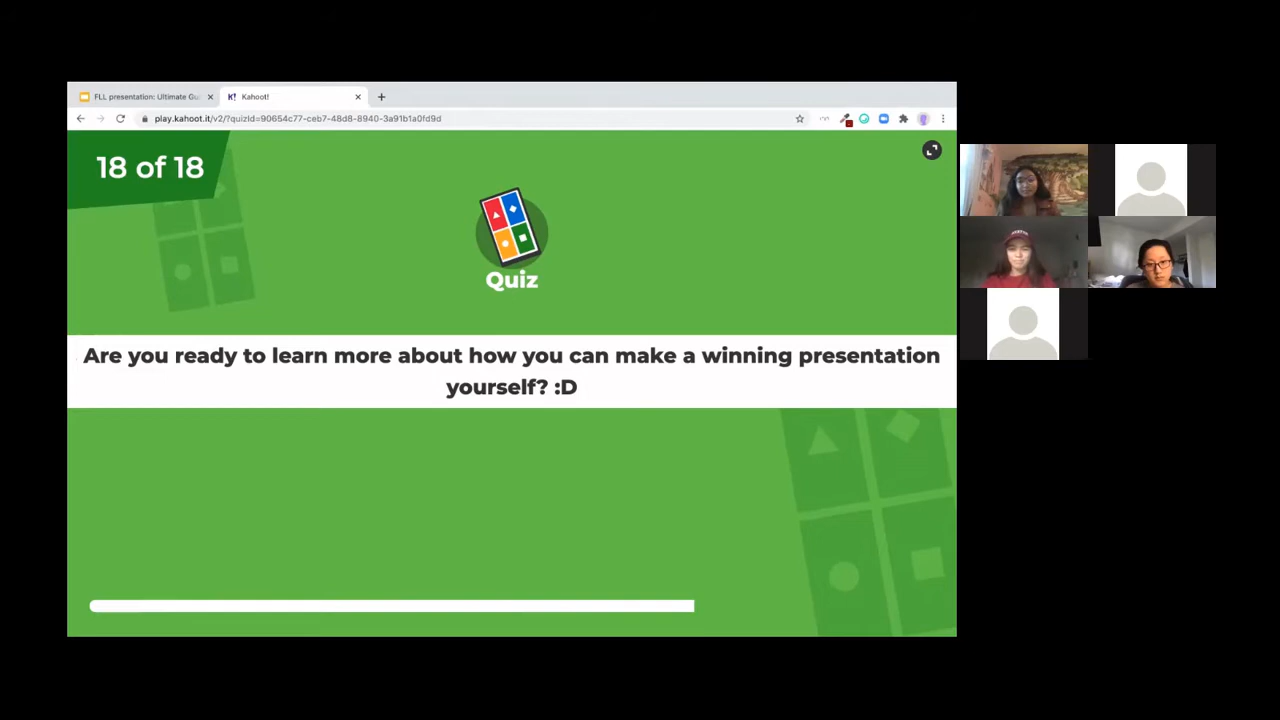 FLL presentation: Ultimate Gu
K! Kahoot!
play.kahoot.it/v2/?quizId=90654c77-ceb7-48d8-8940-3a91b1a0fd9d
18 of 18
Quiz
Are you ready to learn more about how you can make a winning presentation
yourself? :D